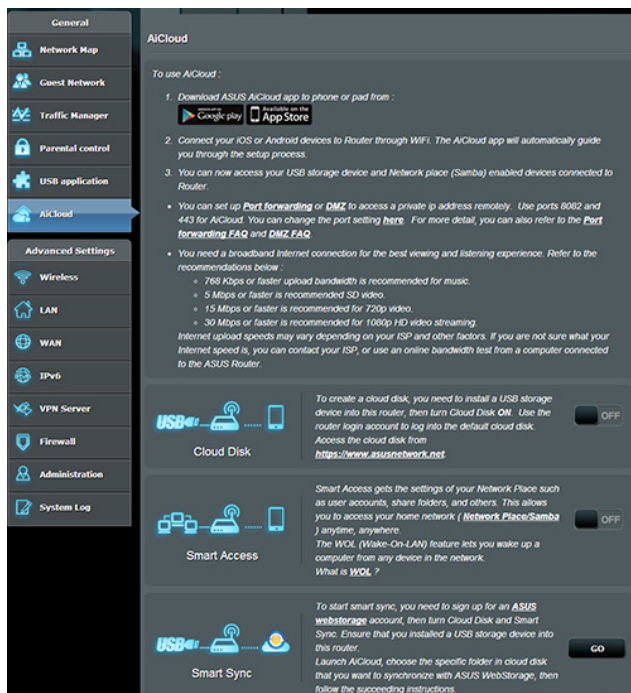 General
Network Map
Guest Network
Traffic Manager
Parental control
USB application
AiCloud
Advanced Settings
Wireless
LAN
WAN
IPv6
VPN Server
Firewall
Administration
System Log
AiCloud
To use AiCloud :
1. Download ASUS AiCloud app to phone or pad from :
Google play
Available on the
App Store
2. Connect your iOS or Android devices to Router through WiFi. The AiCloud app will automatically guide
you through the setup process.
3. You can now access your USB storage device and Network place (Samba) enabled devices connected to
Router.
• You can set up Port forwarding or DMZ to access a private ip address remotely. Use ports 8082 and
443 for AiCloud. You can change the port setting here. For more detail, you can also refer to the Port
forwarding FAQ and DMZ FAQ.
• You need a broadband Internet connection for the best viewing and listening experience. Refer to the
recommendations below :
768 Kbps or faster upload bandwidth is recommended for music.
5 Mbps or faster is recommended SD video.
15 Mbps or faster is recommended for 720p video.
30 Mbps or faster is recommended for 1080p HD video streaming.
Internet upload speeds may vary depending on your ISP and other factors. If you are not sure what your
Internet speed is, you can contact your ISP, or use an online bandwidth test from a computer connected
to the ASUS Router.
USB
Cloud Disk
To create a cloud disk, you need to install a USB storage
device into this router, then turn Cloud Disk ON. Use the
router login account to log into the default cloud disk.
Access the cloud disk from
https://www.asusnetwork.net.
OFF
Smart Access
Smart Access gets the settings of your Network Place such
as user accounts, share folders, and others. This allows
you to access your home network ( Network Place/Samba
) anytime, anywhere.
The WOL (Wake-On-LAN) feature lets you wake up a
computer from any device in the network.
What is WOL ?
OFF
USB
Smart Sync
To start smart sync, you need to sign up for an ASUS
webstorage account, then turn Cloud Disk and Smart
Sync. Ensure that you installed a USB storage device into
this router.
Launch AiCloud, choose the specific folder in cloud disk
that you want to synchronize with ASUS WebStorage, then
follow the succeeding instructions.
GO